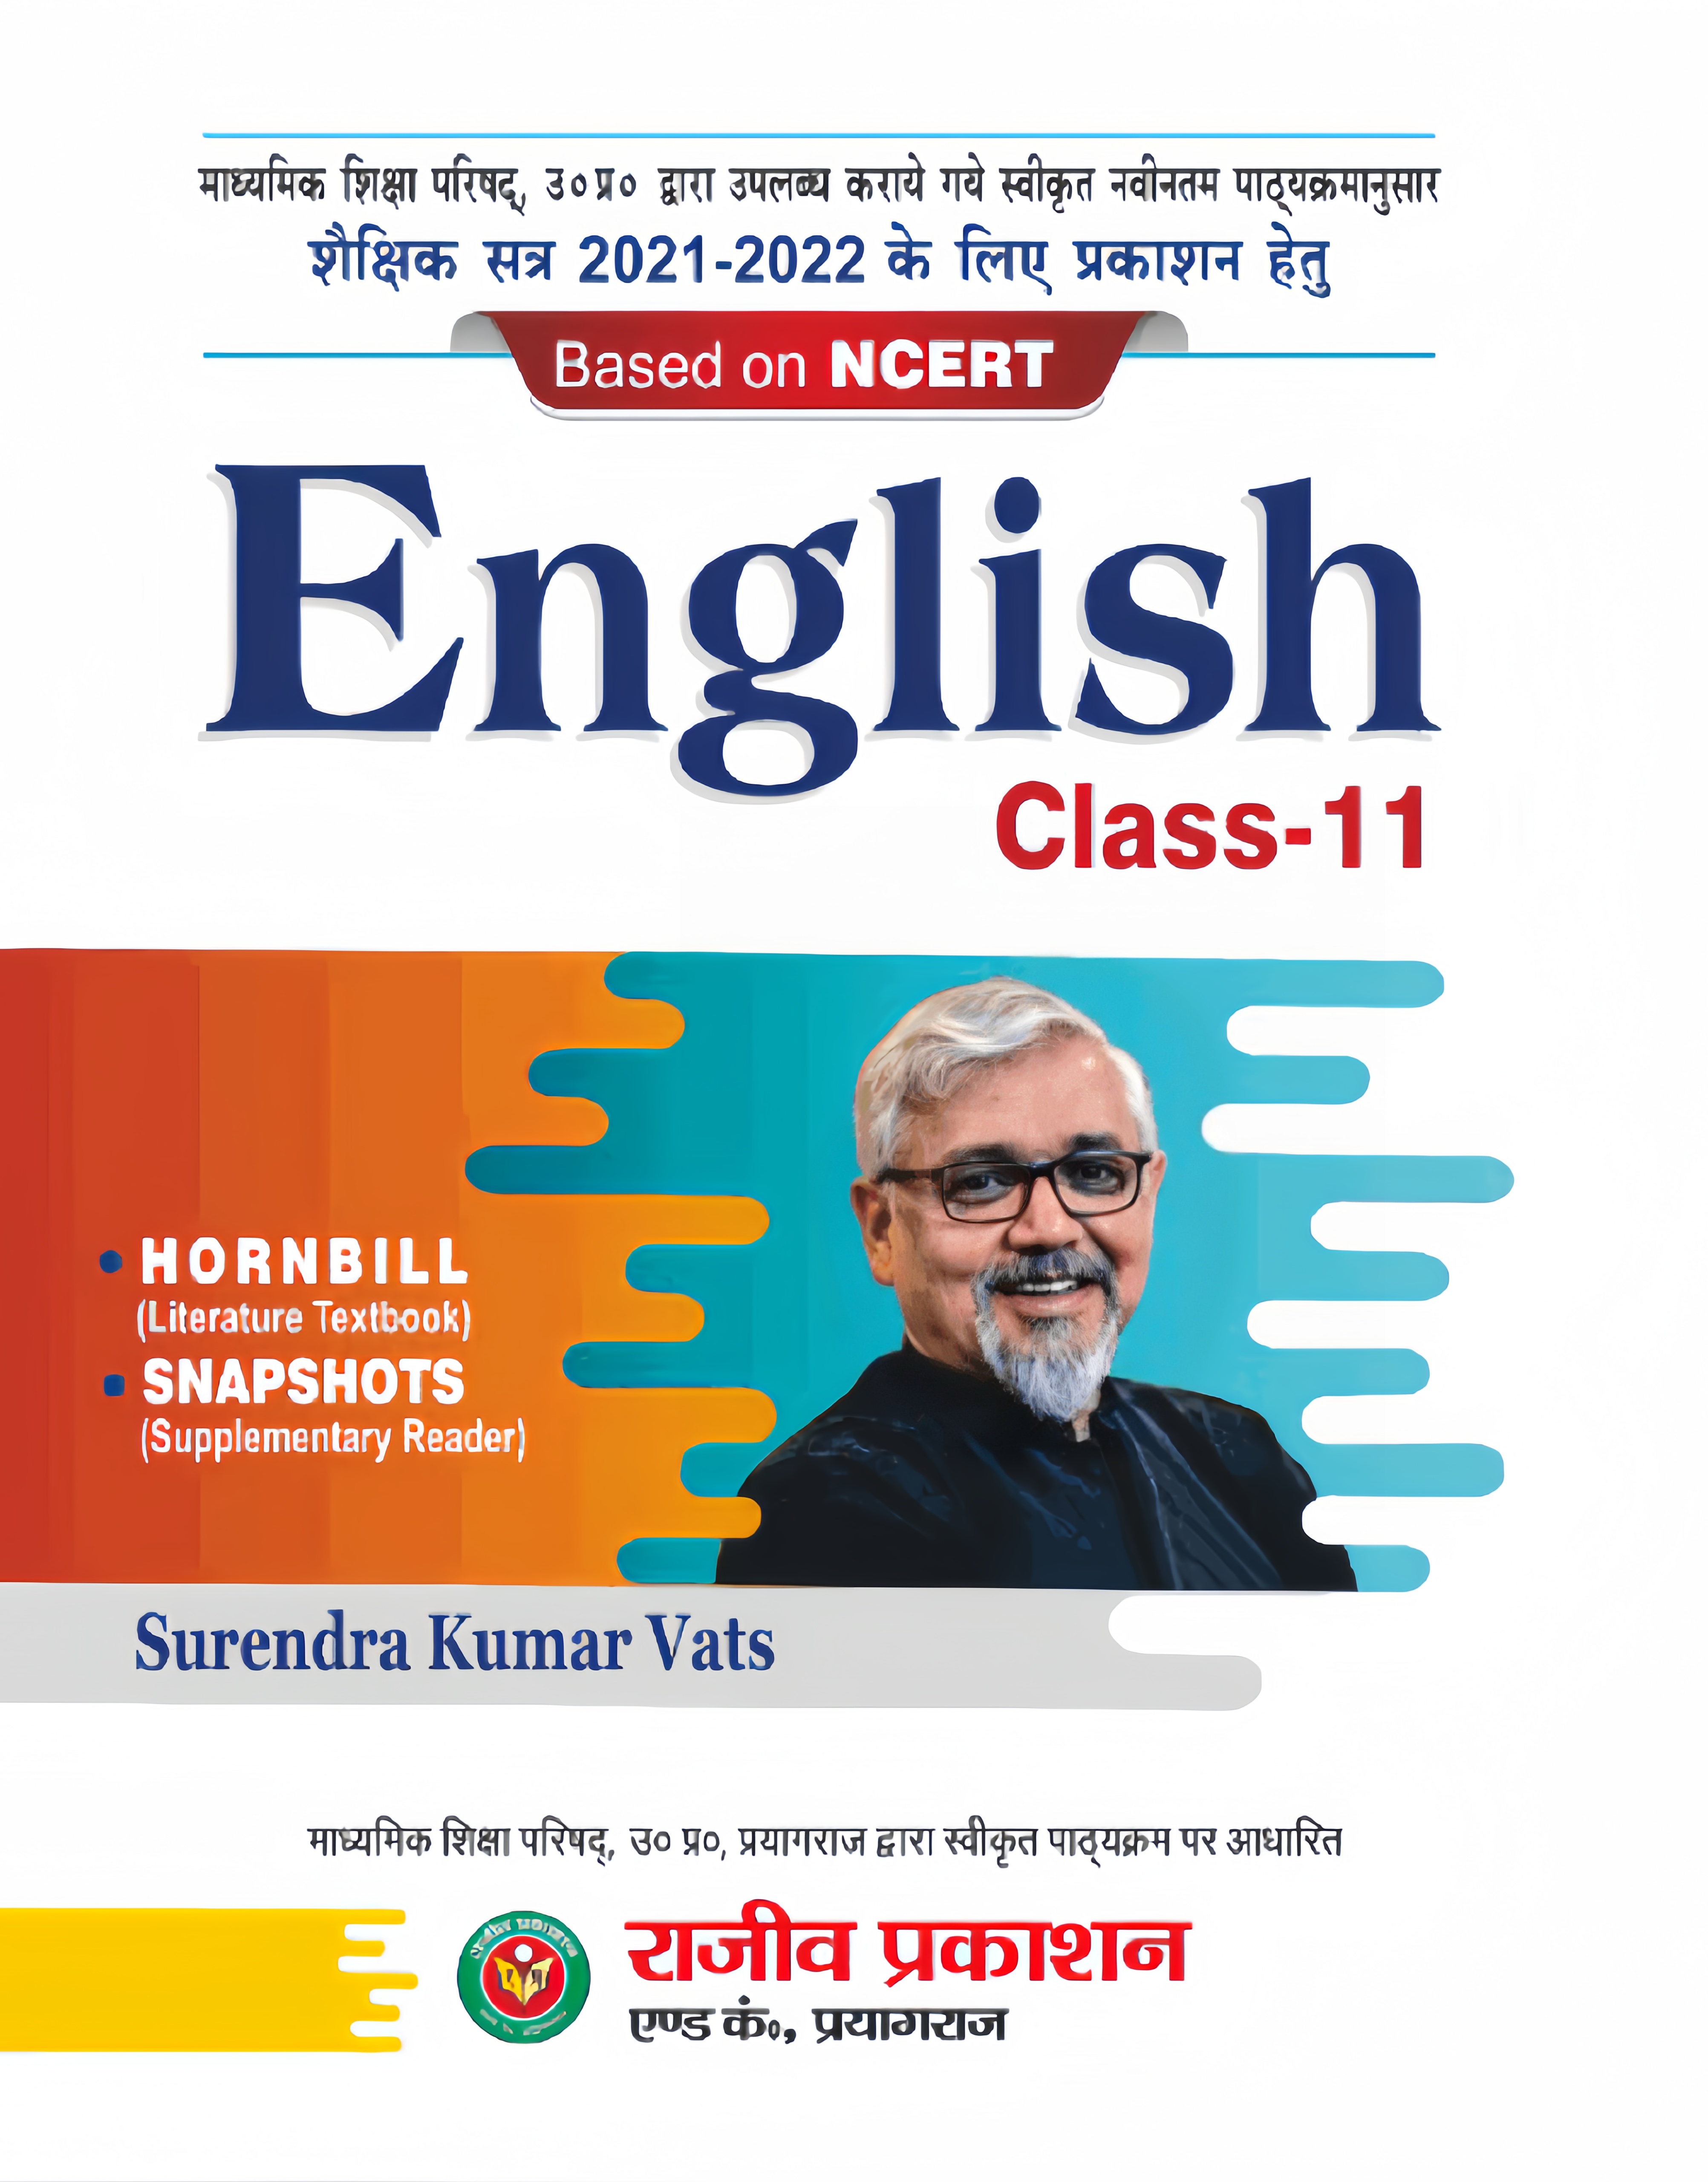 माध्यमिक शिक्षा परिषद्, उ०प्र० द्वारा उपलब्ध कराये गये स्वीकृत नवीनतम पाठ्यक्रमानुसार
शैक्षिक सत्र 2021-2022 के लिए प्रकाशन हेतु
Based on NCERT
English
Class-11
• HORNBILL
(Literature Textbook)
▪ SNAPSHOTS
(Supplementary Reader)
Surendra Kumar Vats
माध्यमिक शिक्षा परिषद्, उ० प्र०, प्रयागराज द्वारा स्वीकृत पाठ्यक्रम पर आधारित
राजीव प्रकाशन
एण्ड कं०, प्रयागराज